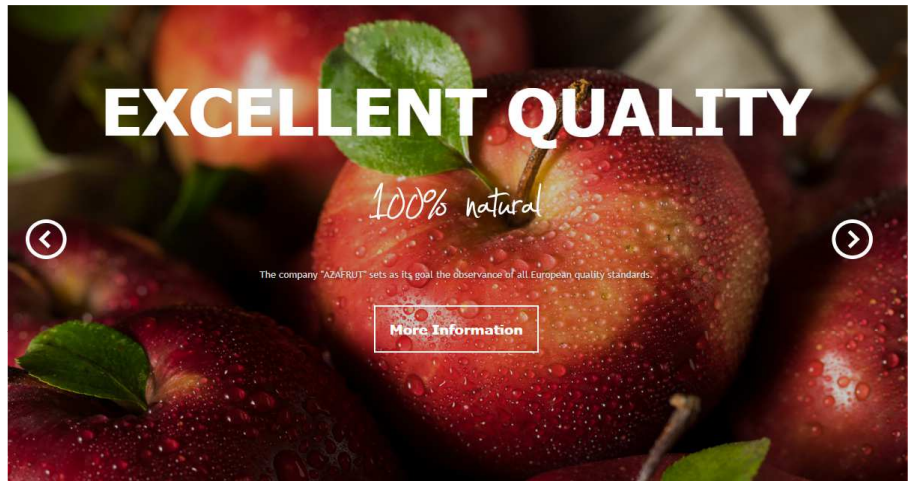 EXCELLENT QUALITY
100% natural
The company "AZAFRUT" sets as its goal the observance of all European quality standards.
More Information